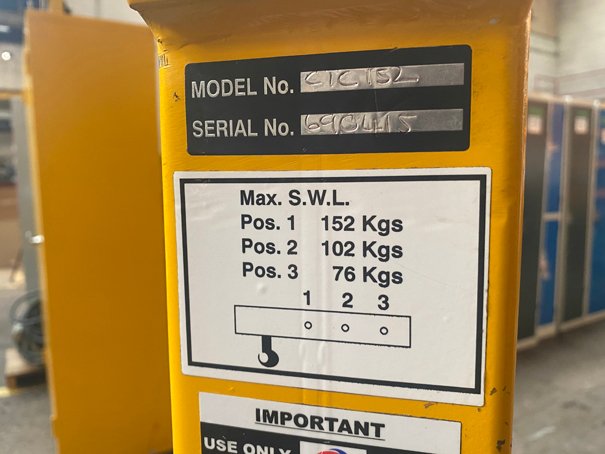 MODEL No. CIC152
SERIAL No.
Max. S.W.L.
Pos. 1 152 Kgs
Pos. 2 102 Kgs
Pos. 3 76 Kgs
1 2 3
IMPORTANT
USE ONLY